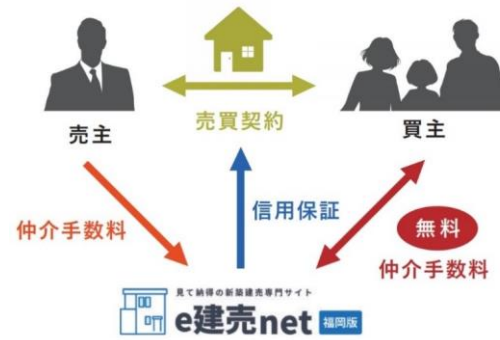 売主
売買契約
買主
仲介手数料
信用保証
無料
仲介手数料
見て納得の新築建売専門サイト
e建売net 福岡版